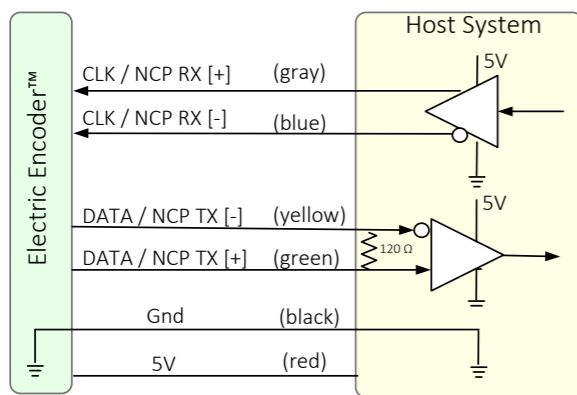 Host System
5V
CLK / NCP RX [+] (gray)
CLK / NCP RX [-] (blue)
Electric Encoder™
5V
DATA / NCP TX [-] (yellow)
120 Ω
DATA / NCP TX [+] (green)
Gnd (black)
5V (red)